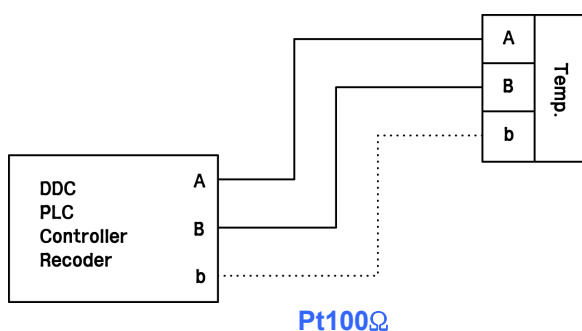 A
B
b
Temp.
DDC
PLC
Controller
Recoder
A
B
b
Pt100Ω